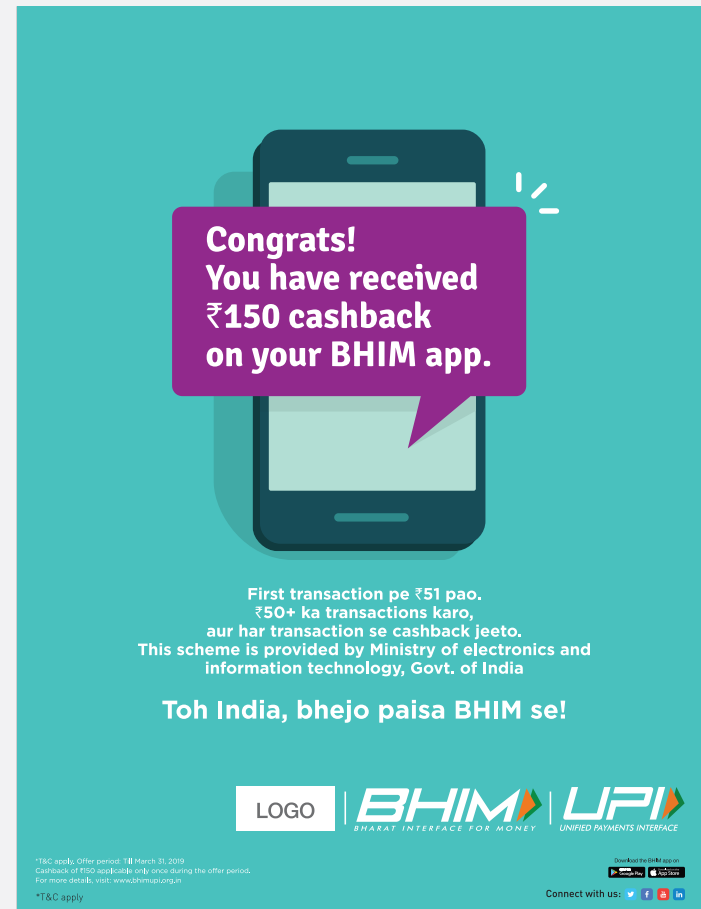 Congrats!
You have received
₹150 cashback
on your BHIM app.
First transaction pe ₹51 pao.
₹50+ ka transactions karo,
aur har transaction se cashback jeeto.
This scheme is provided by Ministry of electronics and
information technology, Govt. of India
Toh India, bhejo paisa BHIM se!
LOGO
BHIM
BHARAT INTERFACE FOR MONEY
UPI
UNIFIED PAYMENTS INTERFACE
*T&C apply, Offer period: Till March 31, 2019
Cashback of ₹150 applicable only once during the offer period.
For more details, visit: www.bhimupi.org.in
*T&C apply
Download the BHIM app on
Google Play
App Store
Connect with us: